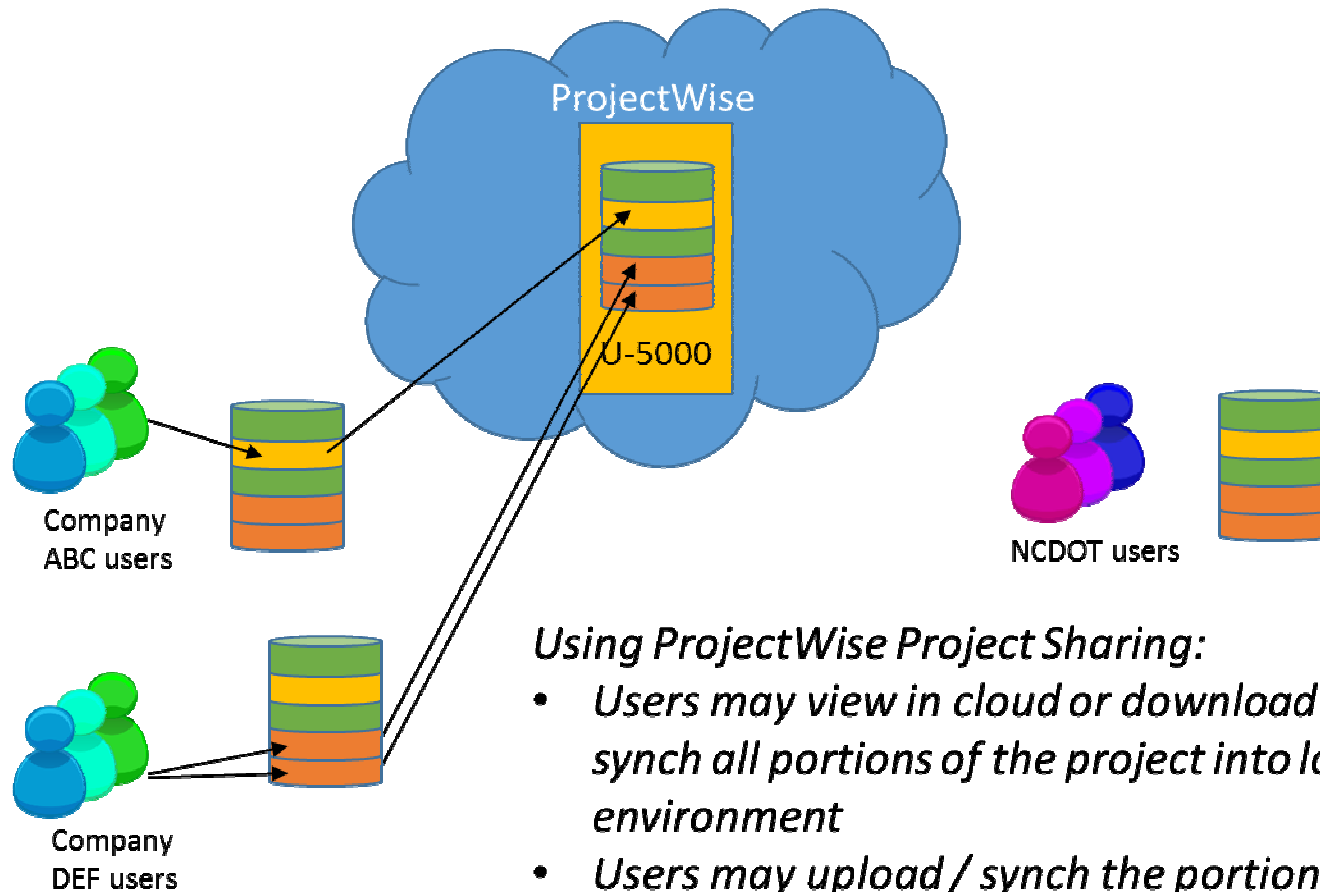 ProjectWise
U-5000
Company
ABC users
NCDOT users
Company
DEF users
Using ProjectWise Project Sharing:
• Users may view in cloud or download
synch all portions of the project into
environment
• Users may upload / synch the portion